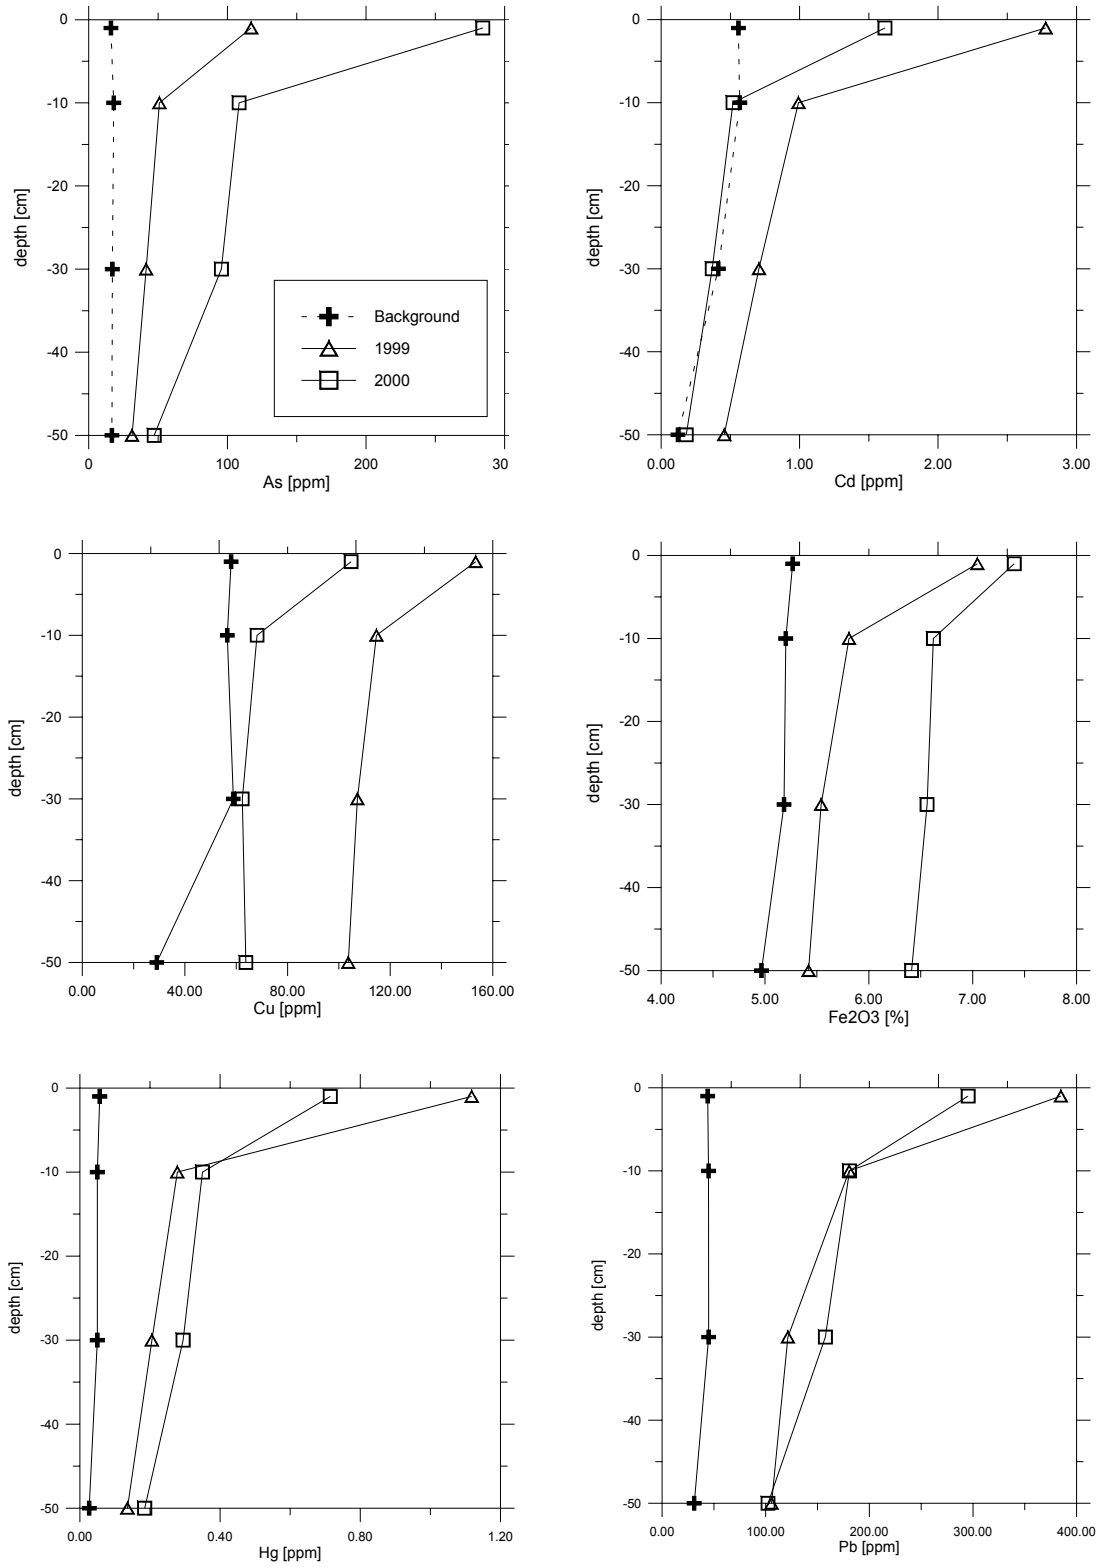 0
-10
-20
-30
-40
-50
depth [cm]
0 100 200 30
As [ppm]
Background
1999
2000
0
-10
-20
-30
-40
-50
depth [cm]
0.00 1.00 2.00 3.00
Cd [ppm]
0
-10
-20
-30
-40
-50
depth [cm]
0.00 40.00 80.00 120.00 160.00
Cu [ppm]
0
-10
-20
-30
-40
-50
depth [cm]
4.00 5.00 6.00 7.00 8.00
Fe2O3 [%]
0
-10
-20
-30
-40
-50
depth [cm]
0.00 0.40 0.80 1.20
Hg [ppm]
0
-10
-20
-30
-40
-50
depth [cm]
0.00 100.00 200.00 300.00 400.00
Pb [ppm]